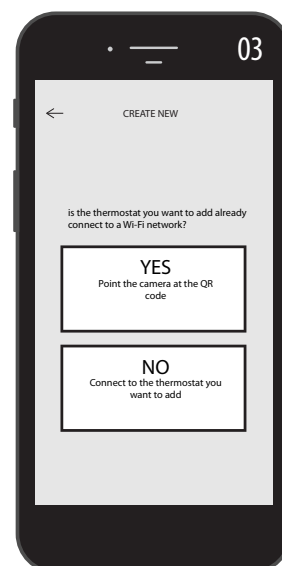 03
CREATE NEW
is the thermostat you want to add already
connect to a Wi-Fi network?
YES
Point the camera at the QR
code
NO
Connect to the thermostat you
want to add